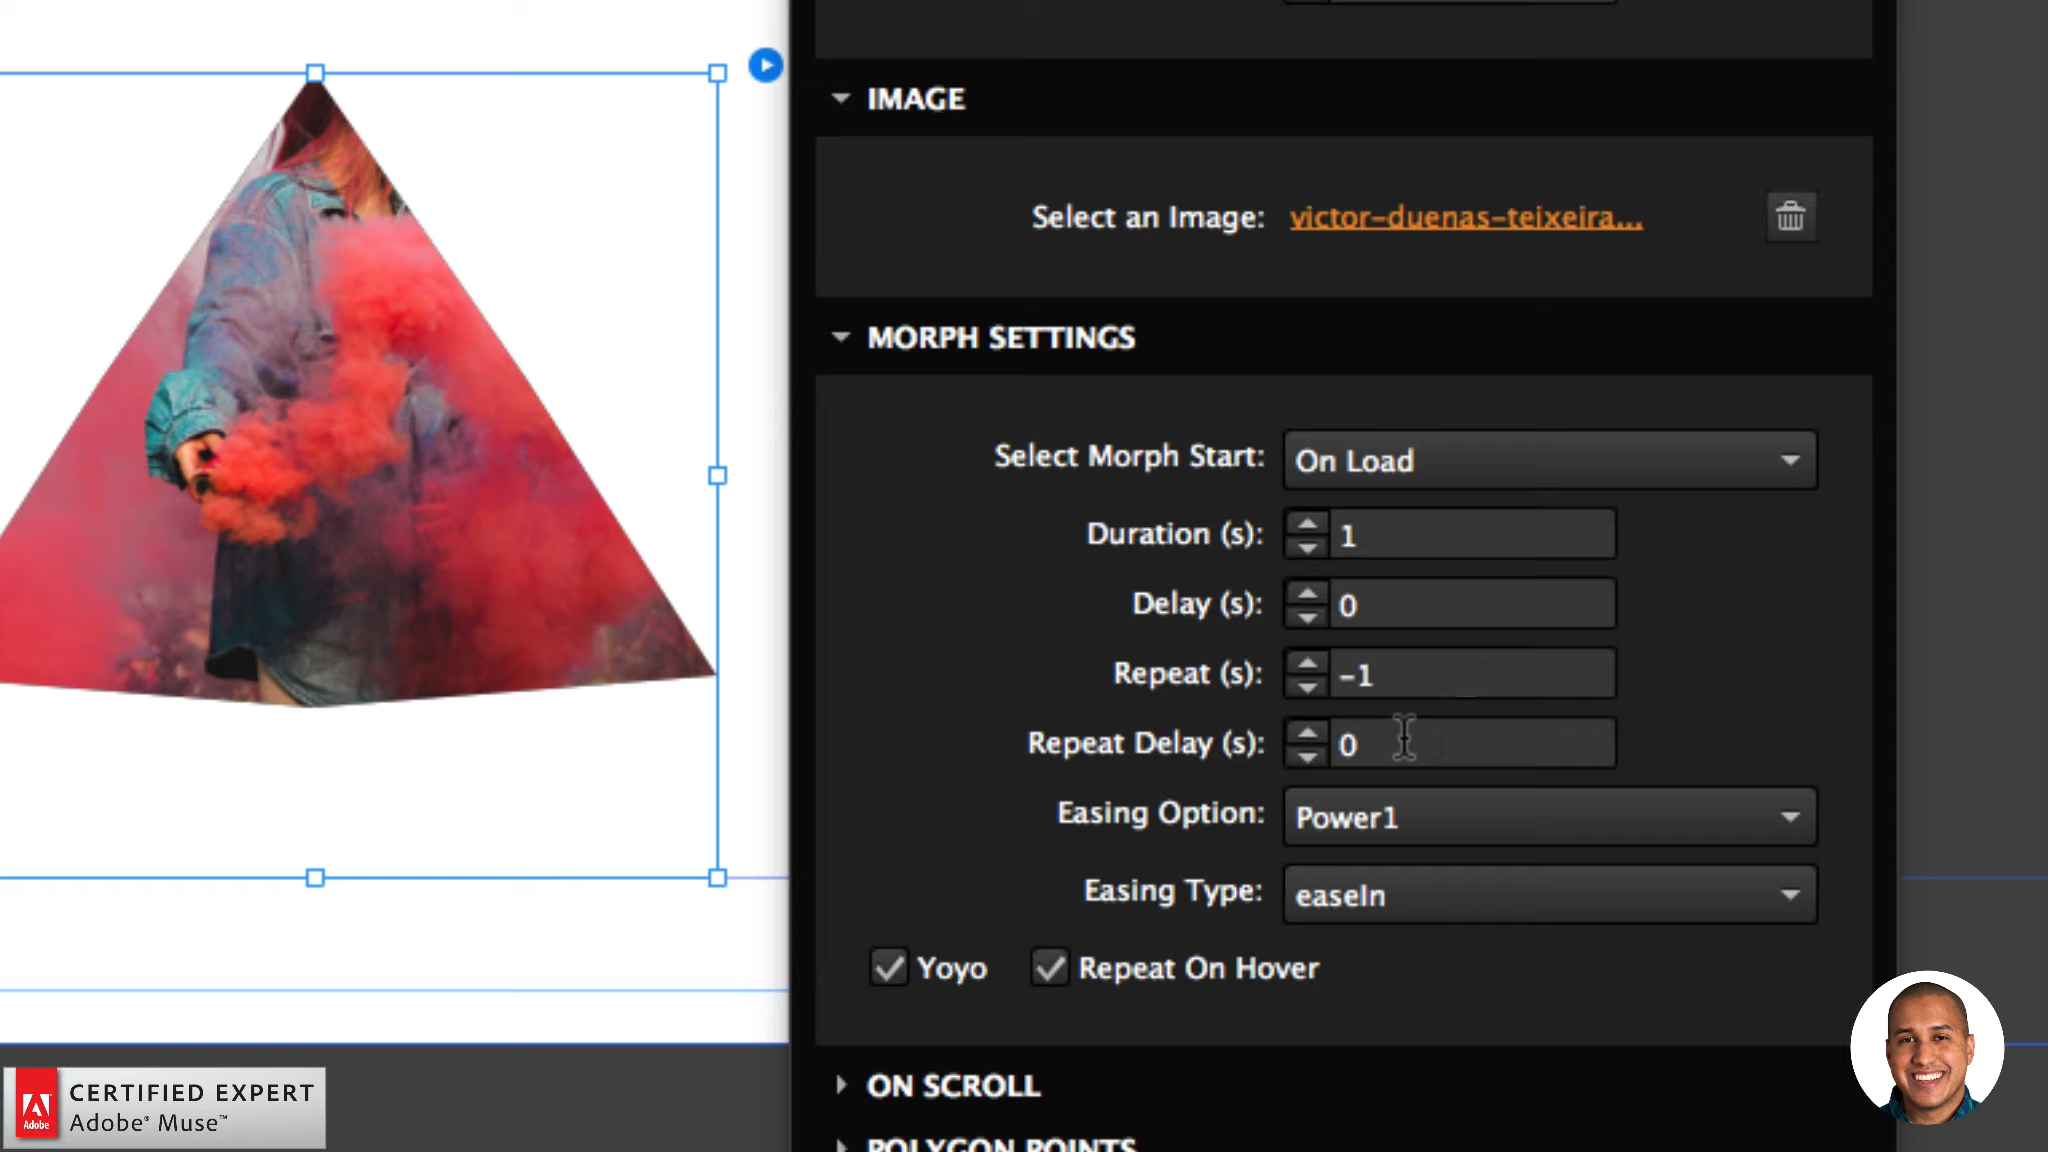 IMAGE
Select an Image: victor-duenas-teixeira...
MORPH SETTINGS
Select Morph Start: On Load
Duration (s): 1
Delay (s): 0
Repeat (s): -1
Repeat Delay (s): 0
Easing Option: Power1
Easing Type: easeIn
Yoyo Repeat On Hover
ON SCROLL
POLYGON POINTS
Adobe
CERTIFIED EXPERT
Adobe® Muse™